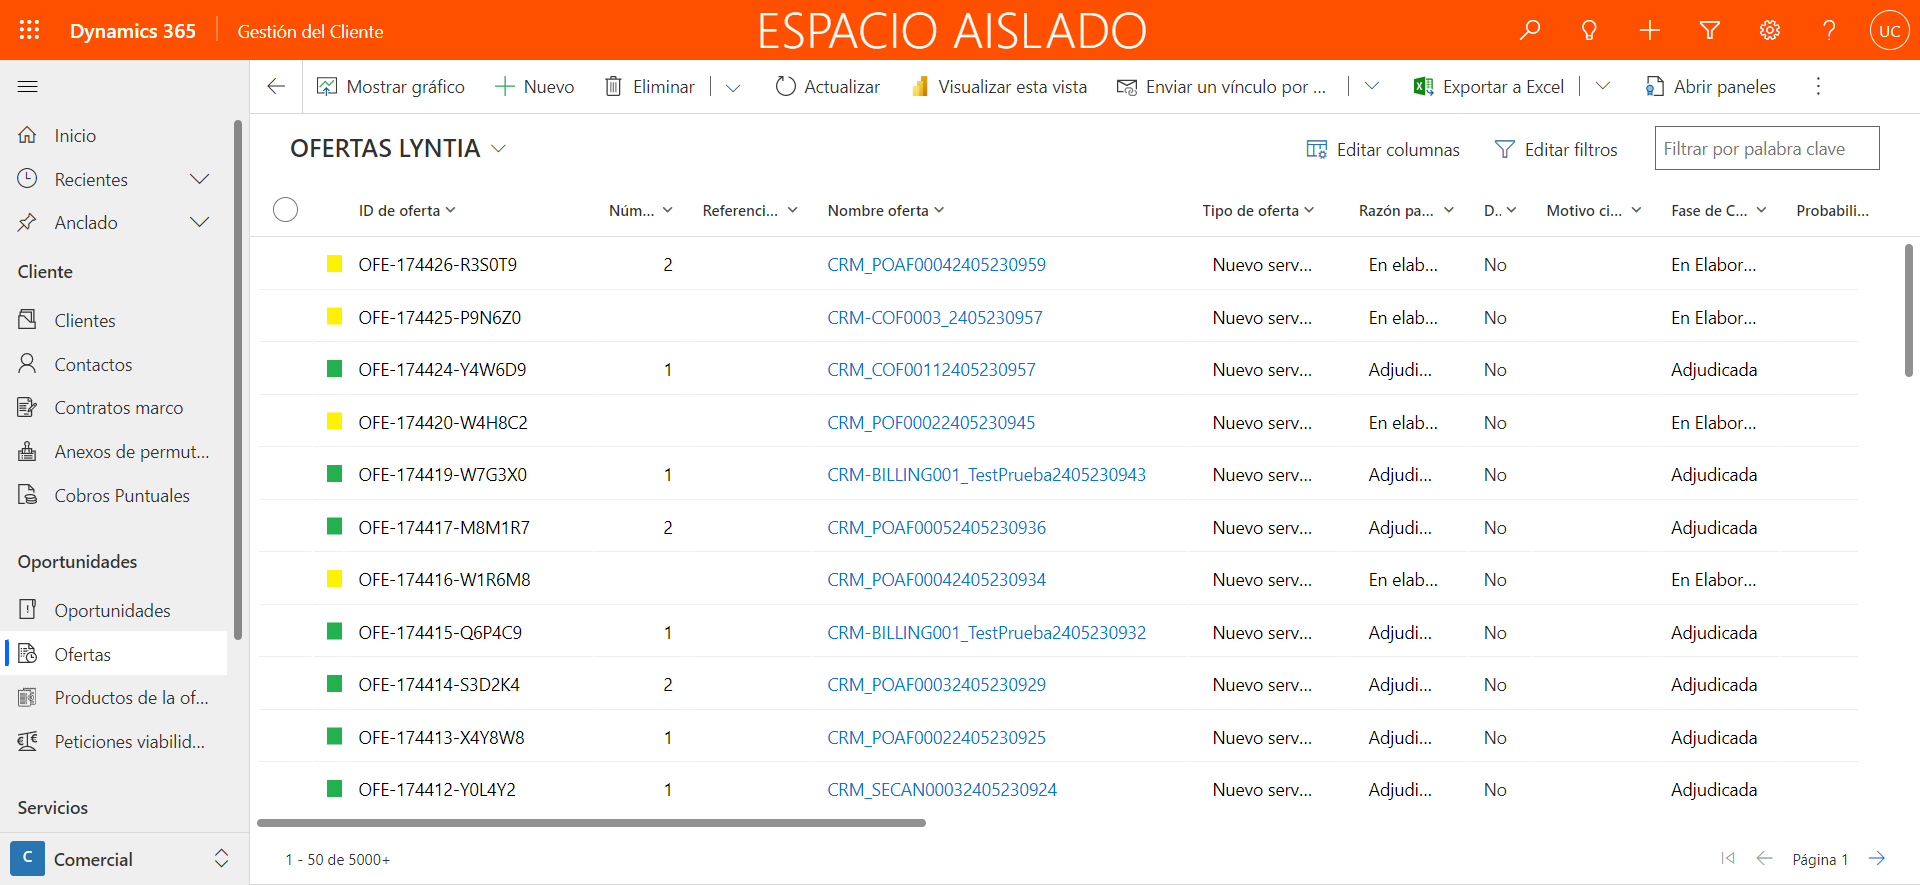 Dynamics 365
Gestión del Cliente
ESPACIO AISLADO
UC
Mostrar gráfico
Nuevo
Eliminar
Actualizar
Visualizar esta vista
Enviar un vínculo por ...
Exportar a Excel
Abrir paneles
Inicio
Recientes
Anclado
Cliente
Clientes
Contactos
Contratos marco
Anexos de permut...
Cobros Puntuales
Oportunidades
Oportunidades
Ofertas
Productos de la of...
Peticiones viabilid...
Servicios
C Comercial
OFERTAS LYNTIA
Editar columnas
Editar filtros
Filtrar por palabra clave
ID de oferta Núm... Referenci... Nombre oferta Tipo de oferta Razón pa... D.. Motivo ci... Fase de C... Probabili...
OFE-174426-R3S0T9 2 CRM_POAF00042405230959 Nuevo serv... En elab... No En Elabor...
OFE-174425-P9N6Z0 CRM-COF0003_2405230957 Nuevo serv... En elab... No En Elabor...
OFE-174424-Y4W6D9 1 CRM_COF00112405230957 Nuevo serv... Adjudi... No Adjudicada
OFE-174420-W4H8C2 CRM_POF00022405230945 Nuevo serv... En elab... No En Elabor...
OFE-174419-W7G3X0 1 CRM-BILLING001_TestPrueba2405230943 Nuevo serv... Adjudi... No Adjudicada
OFE-174417-M8M1R7 2 CRM_POAF00052405230936 Nuevo serv... Adjudi... No Adjudicada
OFE-174416-W1R6M8 CRM_POAF00042405230934 Nuevo serv... En elab... No En Elabor...
OFE-174415-Q6P4C9 1 CRM-BILLING001_TestPrueba2405230932 Nuevo serv... Adjudi... No Adjudicada
OFE-174414-S3D2K4 2 CRM_POAF00032405230929 Nuevo serv... Adjudi... No Adjudicada
OFE-174413-X4Y8W8 1 CRM_POAF00022405230925 Nuevo serv... Adjudi... No Adjudicada
OFE-174412-Y0L4Y2 1 CRM_SECAN00032405230924 Nuevo serv... Adjudi... No Adjudicada
1 - 50 de 5000+
Página 1